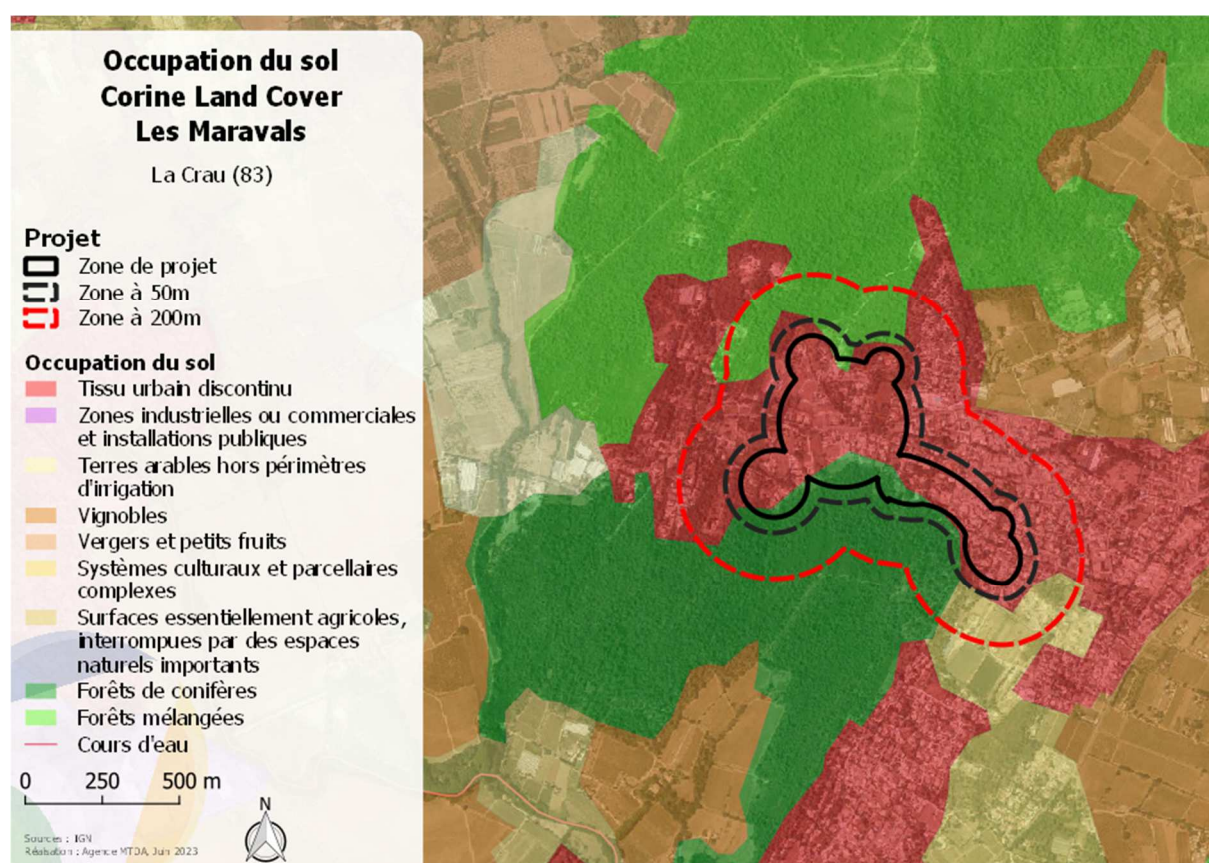 Occupation du sol
Corine Land Cover
Les Maravals
La Crau (83)
Projet
Zone de projet
Zone à 50m
Zone à 200m
Occupation du sol
Tissu urbain discontinu
Zones industrielles ou commerciales
et installations publiques
Terres arables hors périmètres
d'irrigation
Vignobles
Vergers et petits fruits
Systèmes culturaux et parcellaires
complexes
Surfaces essentiellement agricoles,
interrompues par des espaces
naturels importants
Forêts de conifères
Forêts mélangées
Cours d'eau
0 250 500 m
N
Sources : IGN
Réalisation : Agence MTDA, Juin 2023